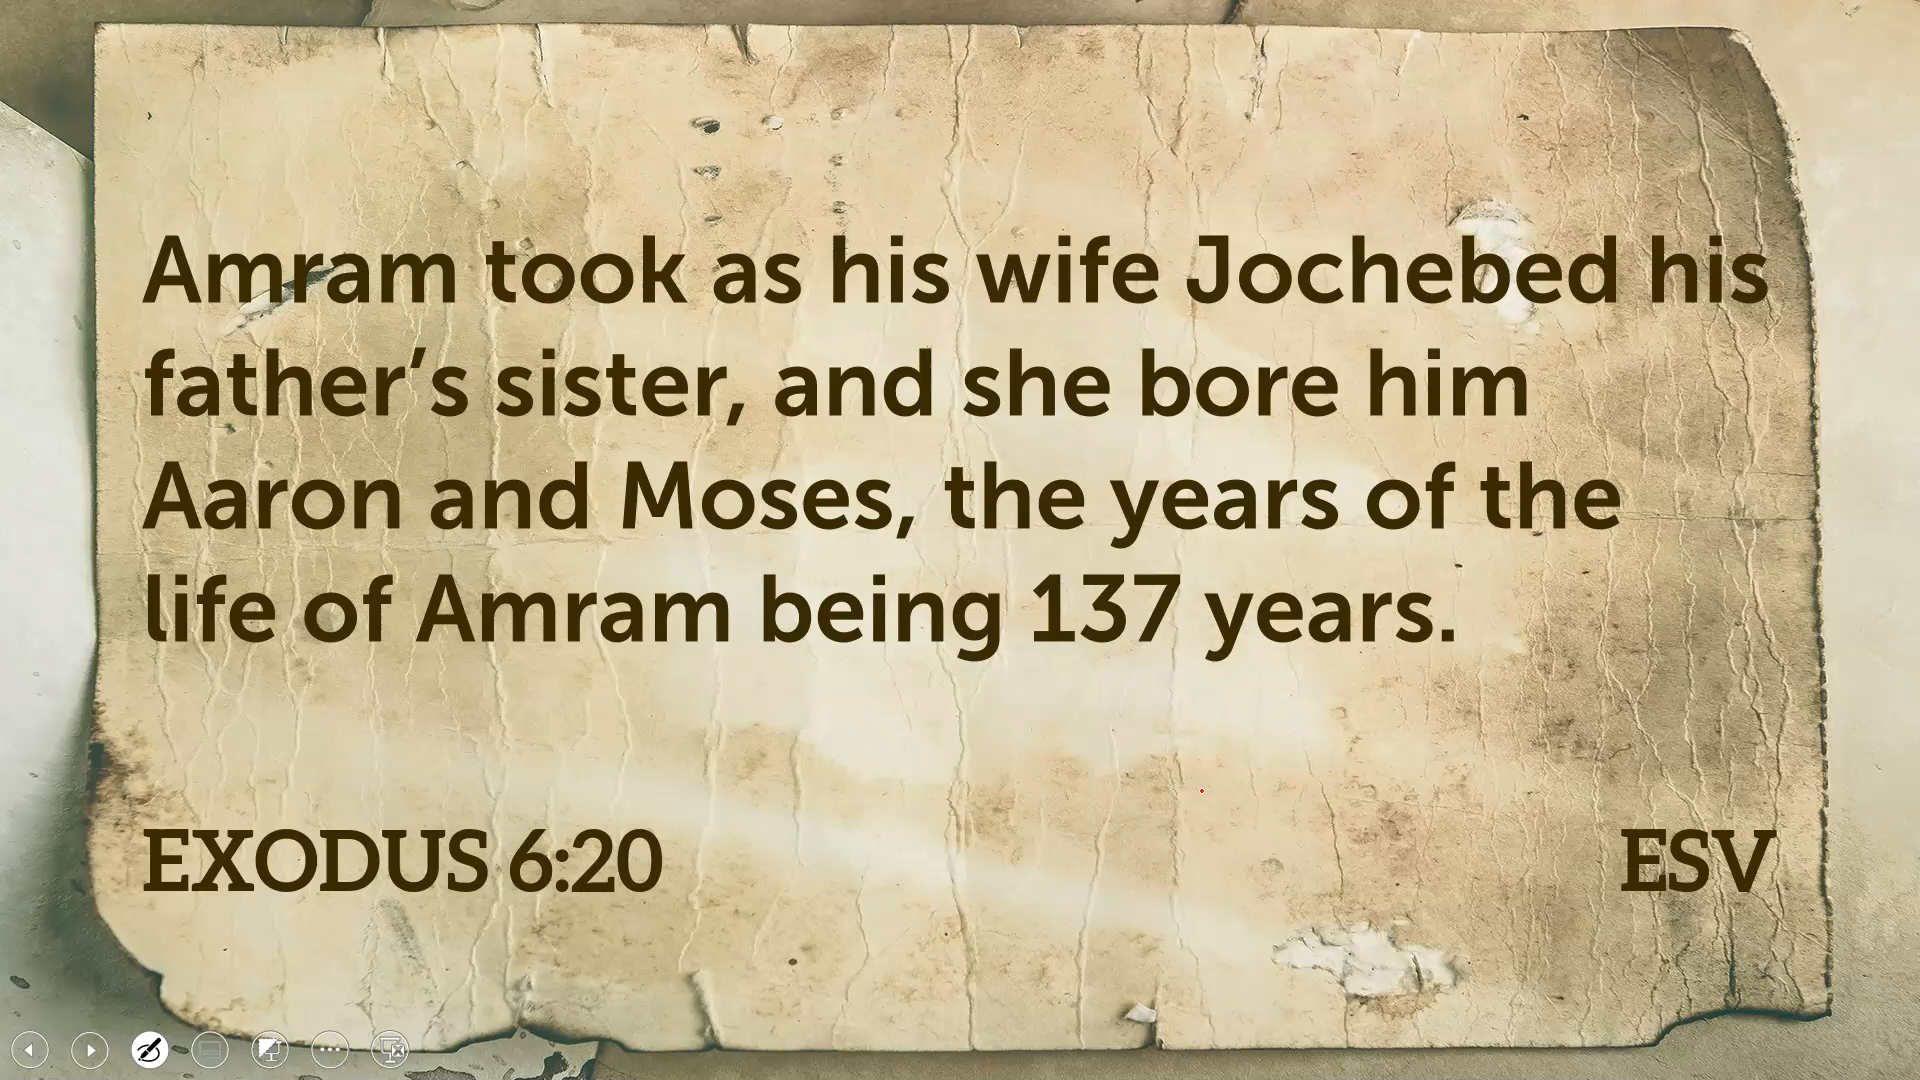 Amram took as his wife Jochebed his
father’s sister, and she bore him
Aaron and Moses, the years of the
life of Amram being 137 years.
EXODUS 6:20 ESV